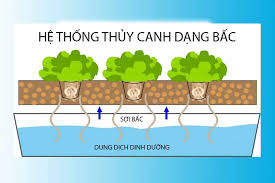 HỆ THỐNG THỦY CANH DẠNG BẤC
SỢI BẤC
DUNG DỊCH DINH DƯỠNG